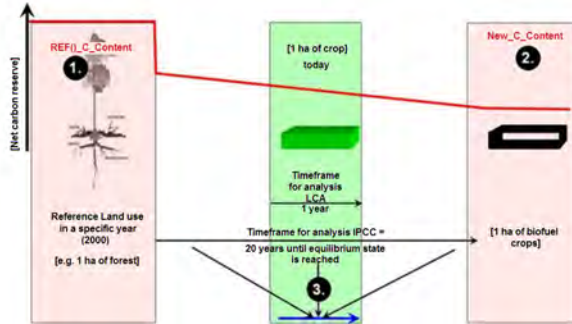 [Net carbon reserve]
REF()_C_Content
1.
Reference Land use
in a specific year
(2000)
[e.g. 1 ha of forest]
[1 ha of crop]
today
Timeframe
for analysis
LCA
1 year
Timeframe for analysis IPCC =
20 years until equilibrium state
is reached
3.
New_C_Content
2.
[1 ha of biofuel
crops]